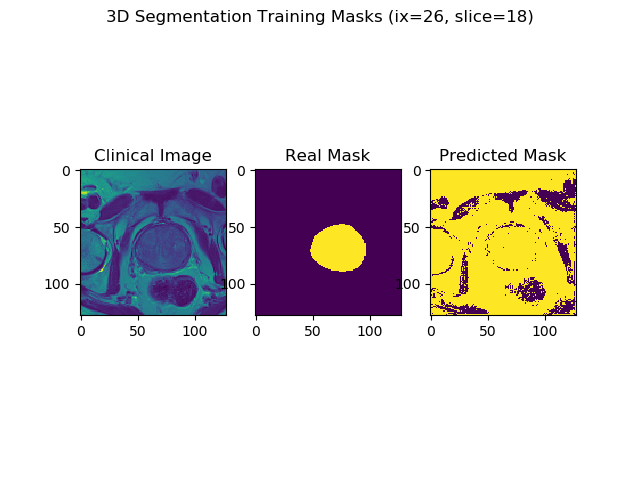 3D Segmentation Training Masks (ix=26, slice=18)
Clinical Image Real Mask Predicted Mask
0 0 0
50 50 50
100 100 100
0 50 100 0 50 100 0 50 100